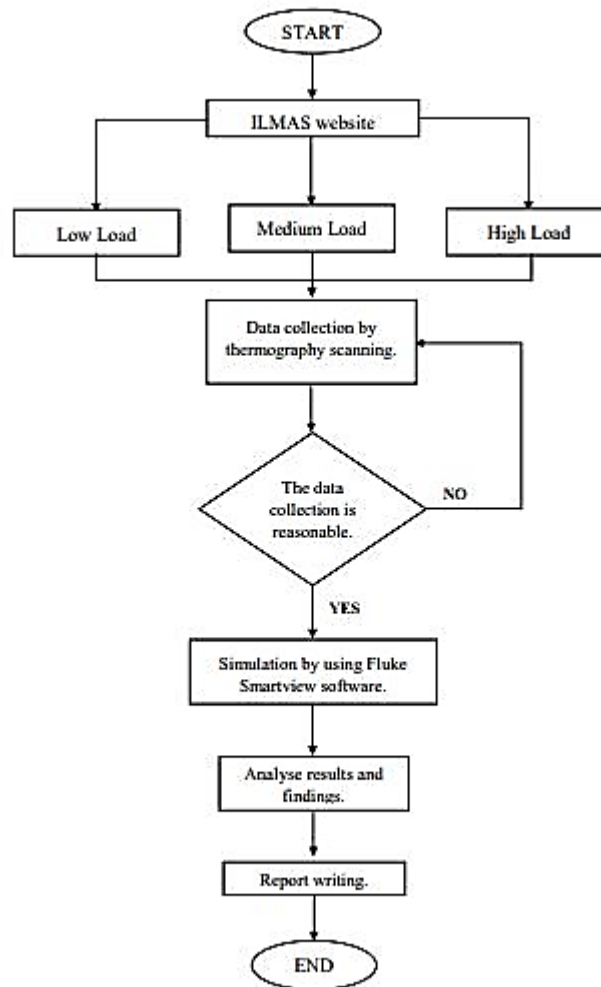 START
ILMAS website
Low Load
Medium Load
High Load
Data collection by
thermography scanning.
The data
collection is
reasonable.
NO
YES
Simulation by using Fluke
Smartview software.
Analyse results and
findings.
Report writing.
END